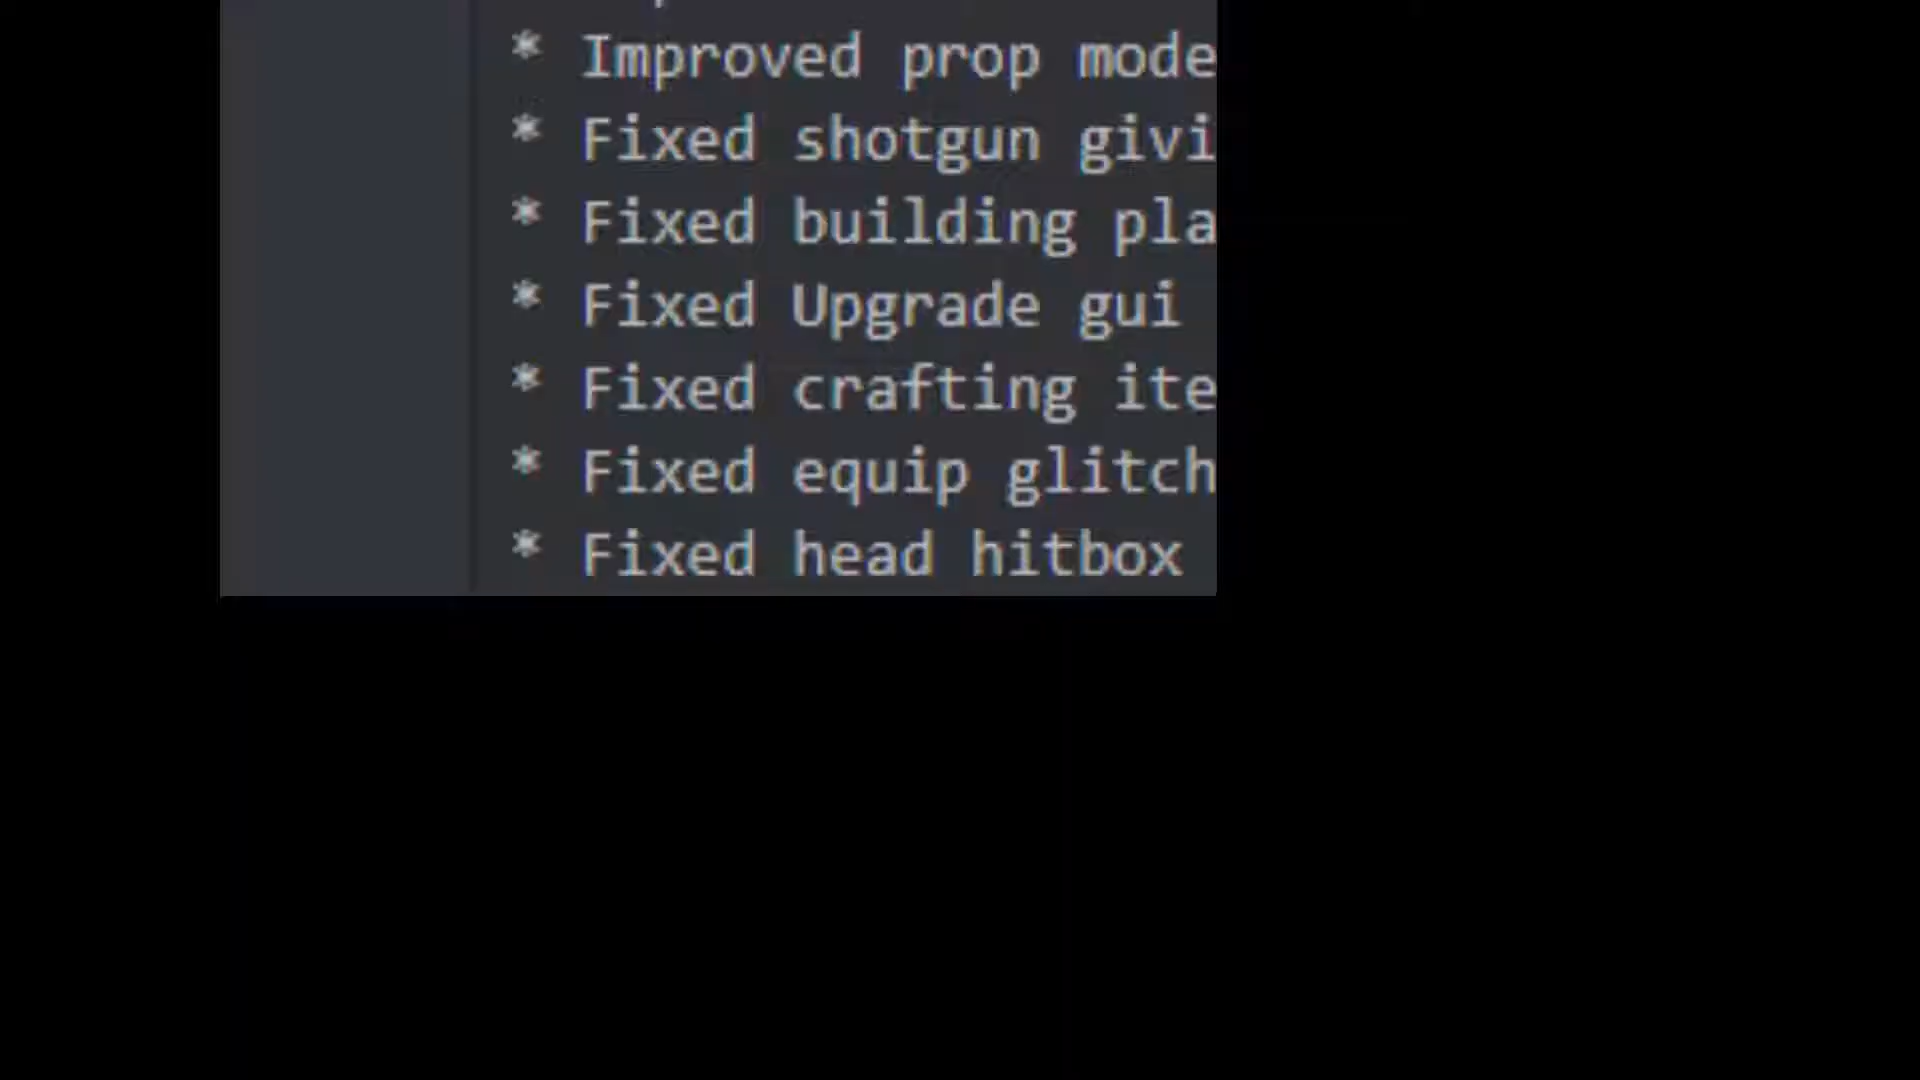 * Improved prop mode
* Fixed shotgun givi
* Fixed building pla
* Fixed Upgrade gui
* Fixed crafting ite
* Fixed equip glitch
* Fixed head hitbox